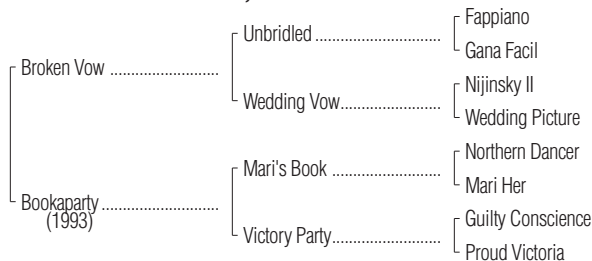 Fappiano
Unbridled
Gana Facil
Broken Vow
Nijinsky II
Wedding Vow
Wedding Picture
Northern Dancer
Mari's Book
Mari Her
Bookaparty
(1993)
Guilty Conscience
Victory Party
Proud Victoria